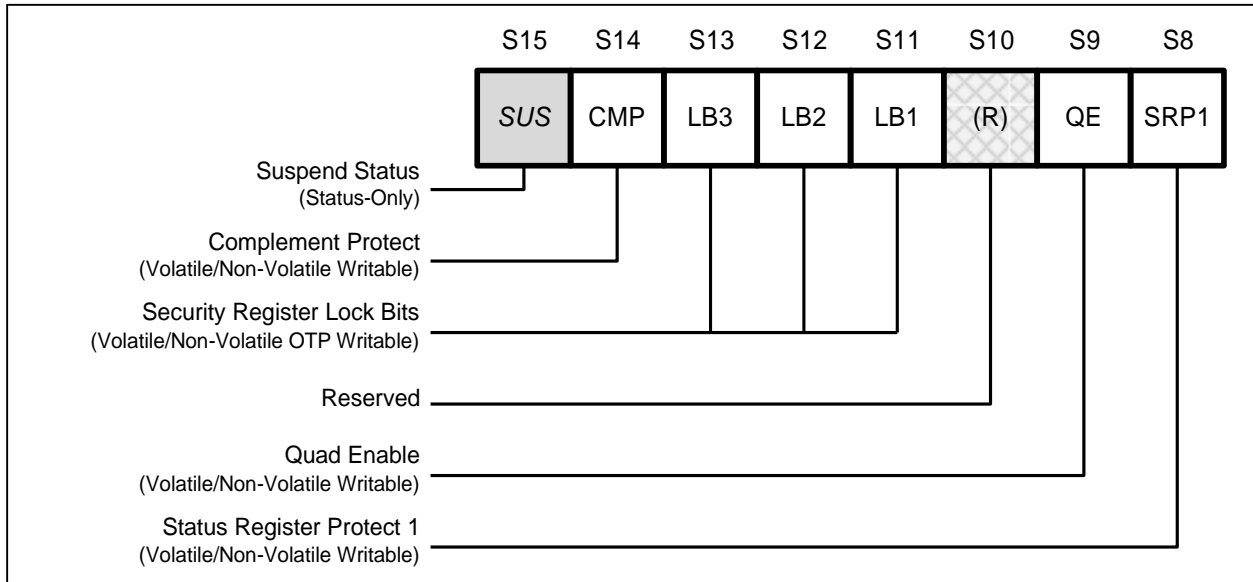 S15 S14 S13 S12 S11 S10 S9 S8
SUS CMP LB3 LB2 LB1 (R) QE SRP1
Suspend Status
(Status-Only)
Complement Protect
(Volatile/Non-Volatile Writable)
Security Register Lock Bits
(Volatile/Non-Volatile OTP Writable)
Reserved
Quad Enable
(Volatile/Non-Volatile Writable)
Status Register Protect 1
(Volatile/Non-Volatile Writable)